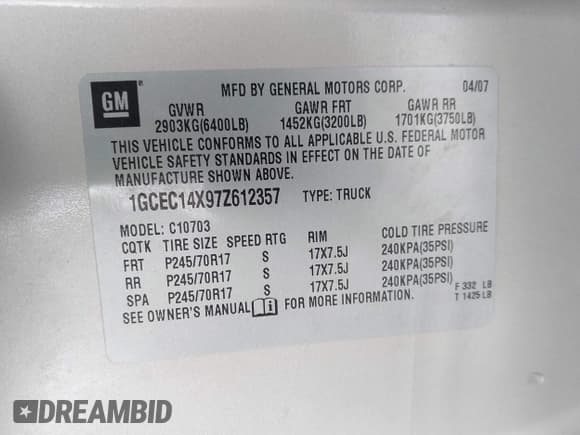 GM
MFD BY GENERAL MOTORS CORP. 04/07
GVWR GAWR FRT GAWR RR
2903KG(6400LB) 1452KG(3200LB) 1701KG(3750LB)
THIS VEHICLE CONFORMS TO ALL APPLICABLE U.S. FEDERAL MOTOR
VEHICLE SAFETY STANDARDS IN EFFECT ON THE DATE OF
MANUFACTURE SHOWN ABOVE.
1GCEC14X97Z612357 TYPE: TRUCK
MODEL: C10703
CQTK TIRE SIZE SPEED RTG RIM COLD TIRE PRESSURE
FRT P245/70R17 S 17X7.5J 240KPA(35PSI)
RR P245/70R17 S 17X7.5J 240KPA(35PSI)
SPA P245/70R17 S 17X7.5J 240KPA(35PSI)
F 332 LB
T 1425 LB
SEE OWNER'S MANUAL i FOR MORE INFORMATION.
DREAMBID